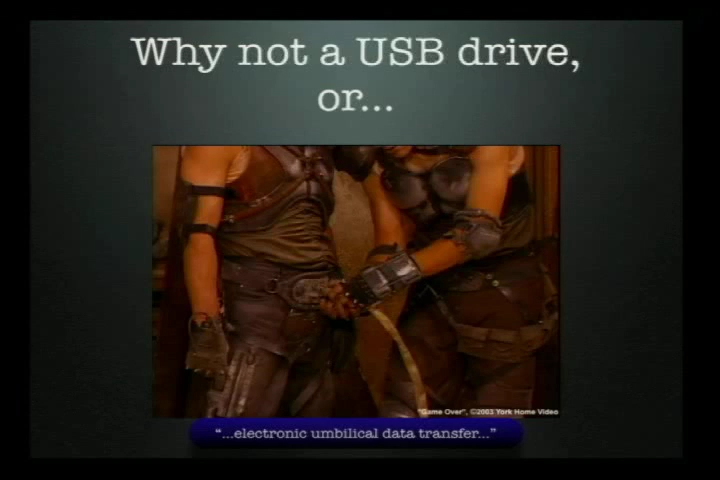 Why not a USB drive,
or...
"Game Over", ©2003 York Home Video
"...electronic umbilical data transfer..."